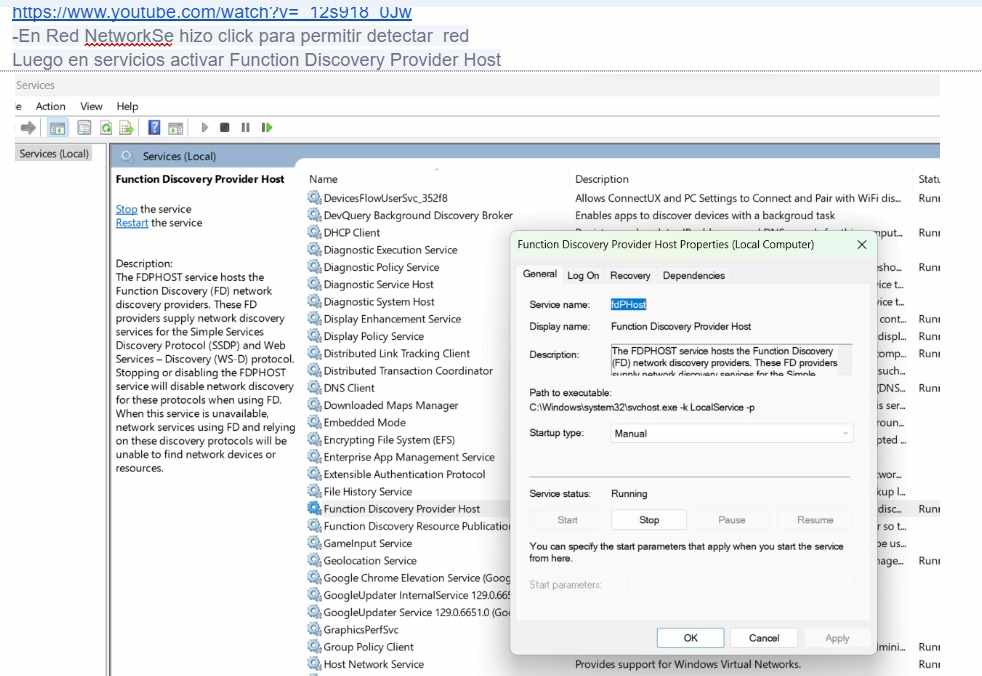 https://www.youtube.com/watch?v=_12s918_0Jw
-En Red NetworkSe hizo click para permitir detectar  red
Luego en servicios activar Function Discovery Provider Host
Services
e Action View Help
Services (Local)
Services (Local)
Function Discovery Provider Host
Stop the service
Restart the service
Description:
The FDPHOST service hosts the
Function Discovery (FD) network
discovery providers. These FD
providers supply network discovery
services for the Simple Services
Discovery Protocol (SSDP) and Web
Services – Discovery (WS-D) protocol.
Stopping or disabling the FDPHOST
service will disable network discovery
for these protocols when using FD.
When this service is unavailable,
network services using FD and relying
on these discovery protocols will be
unable to find network devices or
resources.
Name Description Statu
DevicesFlowUserSvc_352f8 Allows ConnectUX and PC Settings to Connect and Pair with WiFi dis... Runn
DevQuery Background Discovery Broker Enables apps to discover devices with a backgroud task
DHCP Client mput... Runn
Diagnostic Execution Service
Diagnostic Policy Service esho... Runn
Diagnostic Service Host vice t...
Diagnostic System Host vice t...
Display Enhancement Service cont... Runn
Display Policy Service displ... Runn
Distributed Link Tracking Client omp... Runn
Distributed Transaction Coordinator such...
DNS Client (DNS... Runn
Downloaded Maps Manager s ser...
Embedded Mode roun...
Encrypting File System (EFS) pted ...
Enterprise App Management Service
Extensible Authentication Protocol twor...
File History Service kup l...
Function Discovery Provider Host disc... Runn
Function Discovery Resource Publication r so t...
GameInput Service be us...
Geolocation Service nage... Runn
Google Chrome Elevation Service (Goog
GoogleUpdater InternalService 129.0.665
GoogleUpdater Service 129.0.6651.0 (Goo
GraphicsPerfSvc
Group Policy Client dmini... Runn
Host Network Service Provides support for Windows Virtual Networks. Runn
Function Discovery Provider Host Properties (Local Computer)
General Log On Recovery Dependencies
Service name: fdPHost
Display name: Function Discovery Provider Host
Description: The FDPHOST service hosts the Function Discovery
(FD) network discovery providers. These FD providers
supply network discovery services for the Simple
Path to executable:
C:\Windows\system32\svchost.exe -k LocalService -p
Startup type: Manual
Service status: Running
Start Stop Pause Resume
You can specify the start parameters that apply when you start the service
from here.
Start parameters:
OK Cancel Apply